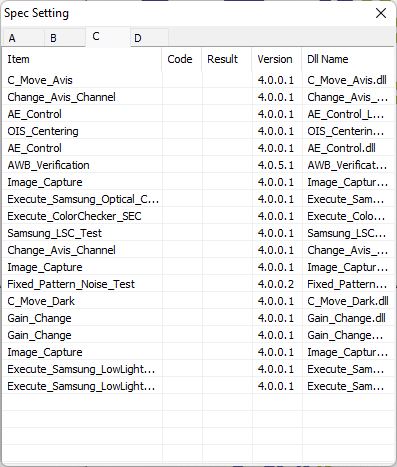 Spec Setting
A B C D
Item Code Result Version Dll Name
C_Move_Avis 4.0.0.1 C_Move_Avis.dll
Change_Avis_Channel 4.0.0.1 Change_Avis_...
AE_Control 4.0.0.1 AE_Control_L...
OIS_Centering 4.0.0.1 OIS_Centerin...
AE_Control 4.0.0.1 AE_Control.dll
AWB_Verification 4.0.5.1 AWB_Verificat...
Image_Capture 4.0.0.1 Image_Captur...
Execute_Samsung_Optical_C... 4.0.0.1 Execute_Sam...
Execute_ColorChecker_SEC 4.0.0.1 Execute_Colo...
Samsung_LSC_Test 4.0.0.1 Samsung_LSC...
Change_Avis_Channel 4.0.0.1 Change_Avis_...
Image_Capture 4.0.0.1 Image_Captur...
Fixed_Pattern_Noise_Test 4.0.0.2 Fixed_Pattern...
C_Move_Dark 4.0.0.1 C_Move_Dark.dll
Gain_Change 4.0.0.1 Gain_Change.dll
Gain_Change 4.0.0.1 Gain_Change...
Image_Capture 4.0.0.1 Image_Captur...
Execute_Samsung_LowLight... 4.0.0.1 Execute_Sam...
Execute_Samsung_LowLight... 4.0.0.1 Execute_Sam...